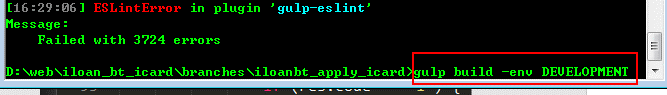 [16:29:06] ESLintError in plugin 'gulp-eslint'
Message:
    Failed with 3724 errors
D:\web\iloan_bt_icard\branches\iloanbt_apply_icard>gulp build -env DEVELOPMENT